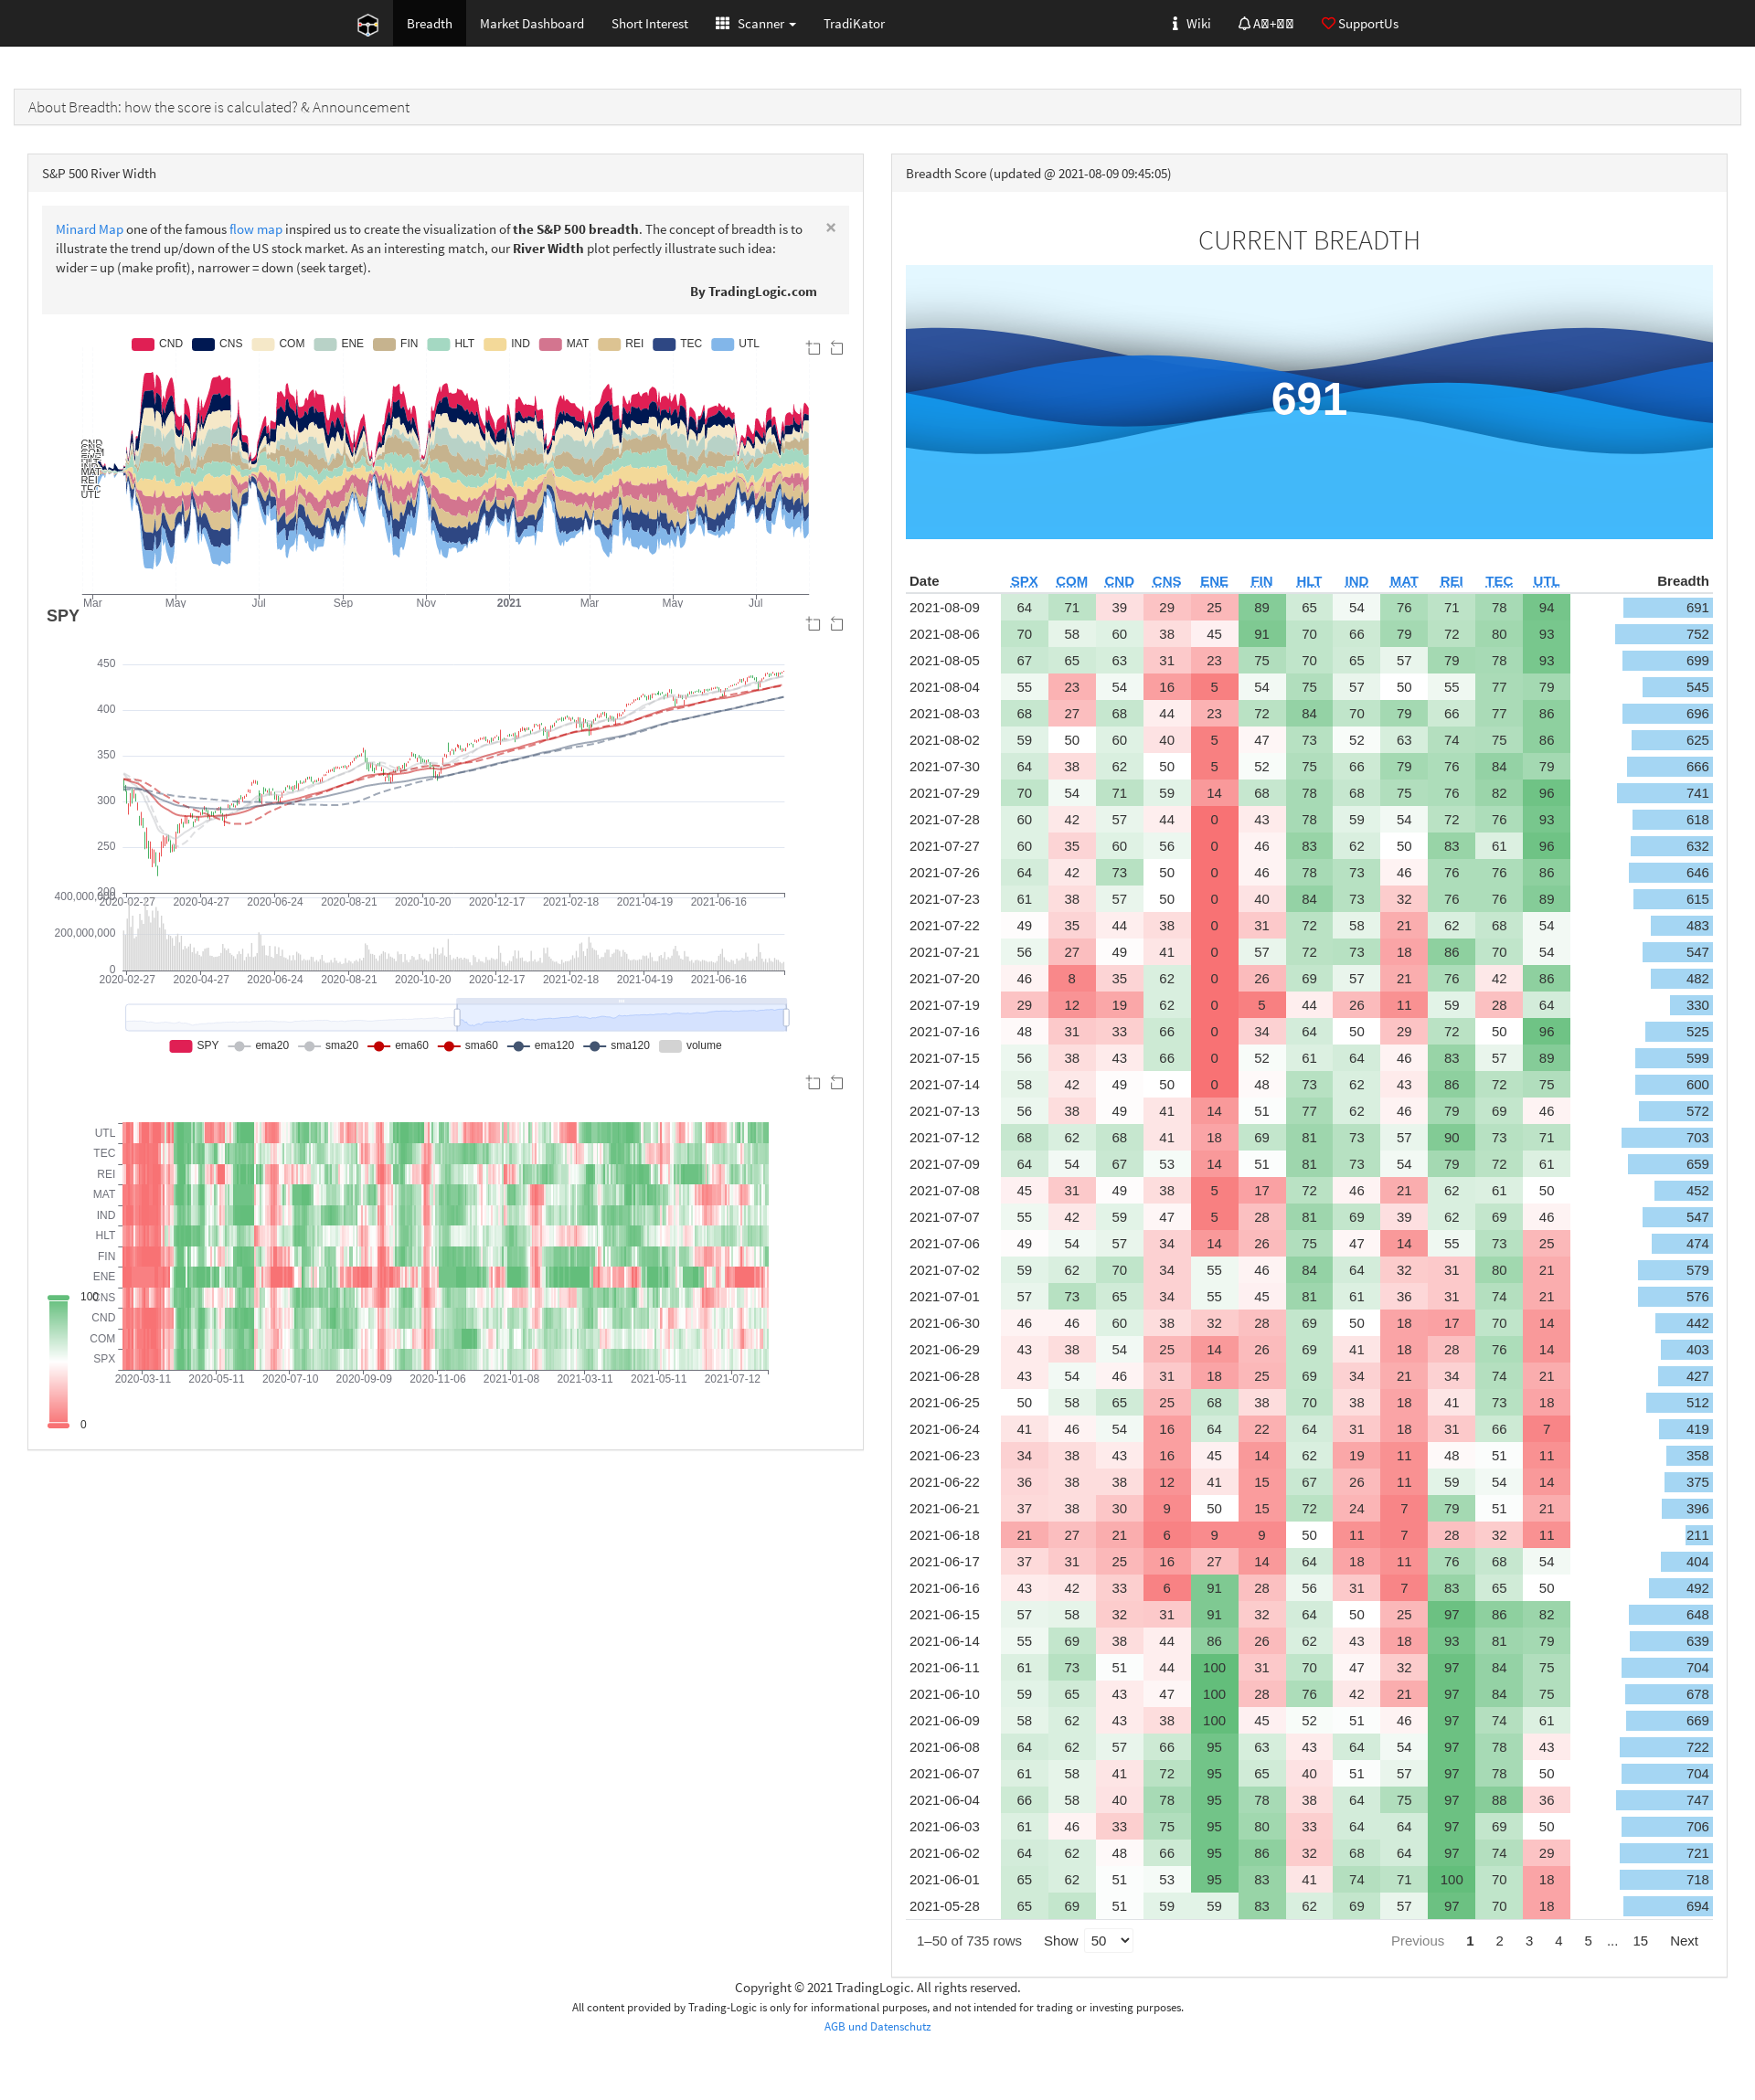 Breadth Market Dashboard Short Interest Scanner TradiKator Wiki SupportUs
About Breadth: how the score is calculated? & Announcement
S&P 500 River Width
Minard Map one of the famous flow map inspired us to create the visualization of the S&P 500 breadth. The concept of breadth is to
illustrate the trend up/down of the US stock market. As an interesting match, our River Width plot perfectly illustrate such idea:
wider = up (make profit), narrower = down (seek target).
×
By TradingLogic.com
CND CNS COM ENE FIN HLT IND MAT REI TEC UTL
CND
MAT
REI
TEC
UTL
Mar May Jul Sep Nov 2021 Mar May Jul
SPY
450
400
350
300
250
200
2020-02-27 2020-04-27 2020-06-24 2020-08-21 2020-10-20 2020-12-17 2021-02-18 2021-04-19 2021-06-16
400,000,000
200,000,000
0
2020-02-27 2020-04-27 2020-06-24 2020-08-21 2020-10-20 2020-12-17 2021-02-18 2021-04-19 2021-06-16
SPY ema20 sma20 ema60 sma60 ema120 sma120 volume
UTL
TEC
REI
MAT
IND
HLT
FIN
ENE
CNS
CND
COM
SPX
100
0
2020-03-11 2020-05-11 2020-07-10 2020-09-09 2020-11-06 2021-01-08 2021-03-11 2021-05-11 2021-07-12
Breadth Score (updated @ 2021-08-09 09:45:05)
CURRENT BREADTH
691
Date SPX COM CND CNS ENE FIN HLT IND MAT REI TEC UTL Breadth
2021-08-09 64 71 39 29 25 89 65 54 76 71 78 94 691
2021-08-06 70 58 60 38 45 91 70 66 79 72 80 93 752
2021-08-05 67 65 63 31 23 75 70 65 57 79 78 93 699
2021-08-04 55 23 54 16 5 54 75 57 50 55 77 79 545
2021-08-03 68 27 68 44 23 72 84 70 79 66 77 86 696
2021-08-02 59 50 60 40 5 47 73 52 63 74 75 86 625
2021-07-30 64 38 62 50 5 52 75 66 79 76 84 79 666
2021-07-29 70 54 71 59 14 68 78 68 75 76 82 96 741
2021-07-28 60 42 57 44 0 43 78 59 54 72 76 93 618
2021-07-27 60 35 60 56 0 46 83 62 50 83 61 96 632
2021-07-26 64 42 73 50 0 46 78 73 46 76 76 86 646
2021-07-23 61 38 57 50 0 40 84 73 32 76 76 89 615
2021-07-22 49 35 44 38 0 31 72 58 21 62 68 54 483
2021-07-21 56 27 49 41 0 57 72 73 18 86 70 54 547
2021-07-20 46 8 35 62 0 26 69 57 21 76 42 86 482
2021-07-19 29 12 19 62 0 5 44 26 11 59 28 64 330
2021-07-16 48 31 33 66 0 34 64 50 29 72 50 96 525
2021-07-15 56 38 43 66 0 52 61 64 46 83 57 89 599
2021-07-14 58 42 49 50 0 48 73 62 43 86 72 75 600
2021-07-13 56 38 49 41 14 51 77 62 46 79 69 46 572
2021-07-12 68 62 68 41 18 69 81 73 57 90 73 71 703
2021-07-09 64 54 67 53 14 51 81 73 54 79 72 61 659
2021-07-08 45 31 49 38 5 17 72 46 21 62 61 50 452
2021-07-07 55 42 59 47 5 28 81 69 39 62 69 46 547
2021-07-06 49 54 57 34 14 26 75 47 14 55 73 25 474
2021-07-02 59 62 70 34 55 46 84 64 32 31 80 21 579
2021-07-01 57 73 65 34 55 45 81 61 36 31 74 21 576
2021-06-30 46 46 60 38 32 28 69 50 18 17 70 14 442
2021-06-29 43 38 54 25 14 26 69 41 18 28 76 14 403
2021-06-28 43 54 46 31 18 25 69 34 21 34 74 21 427
2021-06-25 50 58 65 25 68 38 70 38 18 41 73 18 512
2021-06-24 41 46 54 16 64 22 64 31 18 31 66 7 419
2021-06-23 34 38 43 16 45 14 62 19 11 48 51 11 358
2021-06-22 36 38 38 12 41 15 67 26 11 59 54 14 375
2021-06-21 37 38 30 9 50 15 72 24 7 79 51 21 396
2021-06-18 21 27 21 6 9 9 50 11 7 28 32 11 211
2021-06-17 37 31 25 16 27 14 64 18 11 76 68 54 404
2021-06-16 43 42 33 6 91 28 56 31 7 83 65 50 492
2021-06-15 57 58 32 31 91 32 64 50 25 97 86 82 648
2021-06-14 55 69 38 44 86 26 62 43 18 93 81 79 639
2021-06-11 61 73 51 44 100 31 70 47 32 97 84 75 704
2021-06-10 59 65 43 47 100 28 76 42 21 97 84 75 678
2021-06-09 58 62 43 38 100 45 52 51 46 97 74 61 669
2021-06-08 64 62 57 66 95 63 43 64 54 97 78 43 722
2021-06-07 61 58 41 72 95 65 40 51 57 97 78 50 704
2021-06-04 66 58 40 78 95 78 38 64 75 97 88 36 747
2021-06-03 61 46 33 75 95 80 33 64 64 97 69 50 706
2021-06-02 64 62 48 66 95 86 32 68 64 97 74 29 721
2021-06-01 65 62 51 53 95 83 41 74 71 100 70 18 718
2021-05-28 65 69 51 59 59 83 62 69 57 97 70 18 694
1–50 of 735 rows Show 50 Previous 1 2 3 4 5 ... 15 Next
Copyright © 2021 TradingLogic. All rights reserved.
All content provided by Trading-Logic is only for informational purposes, and not intended for trading or investing purposes.
AGB und Datenschutz